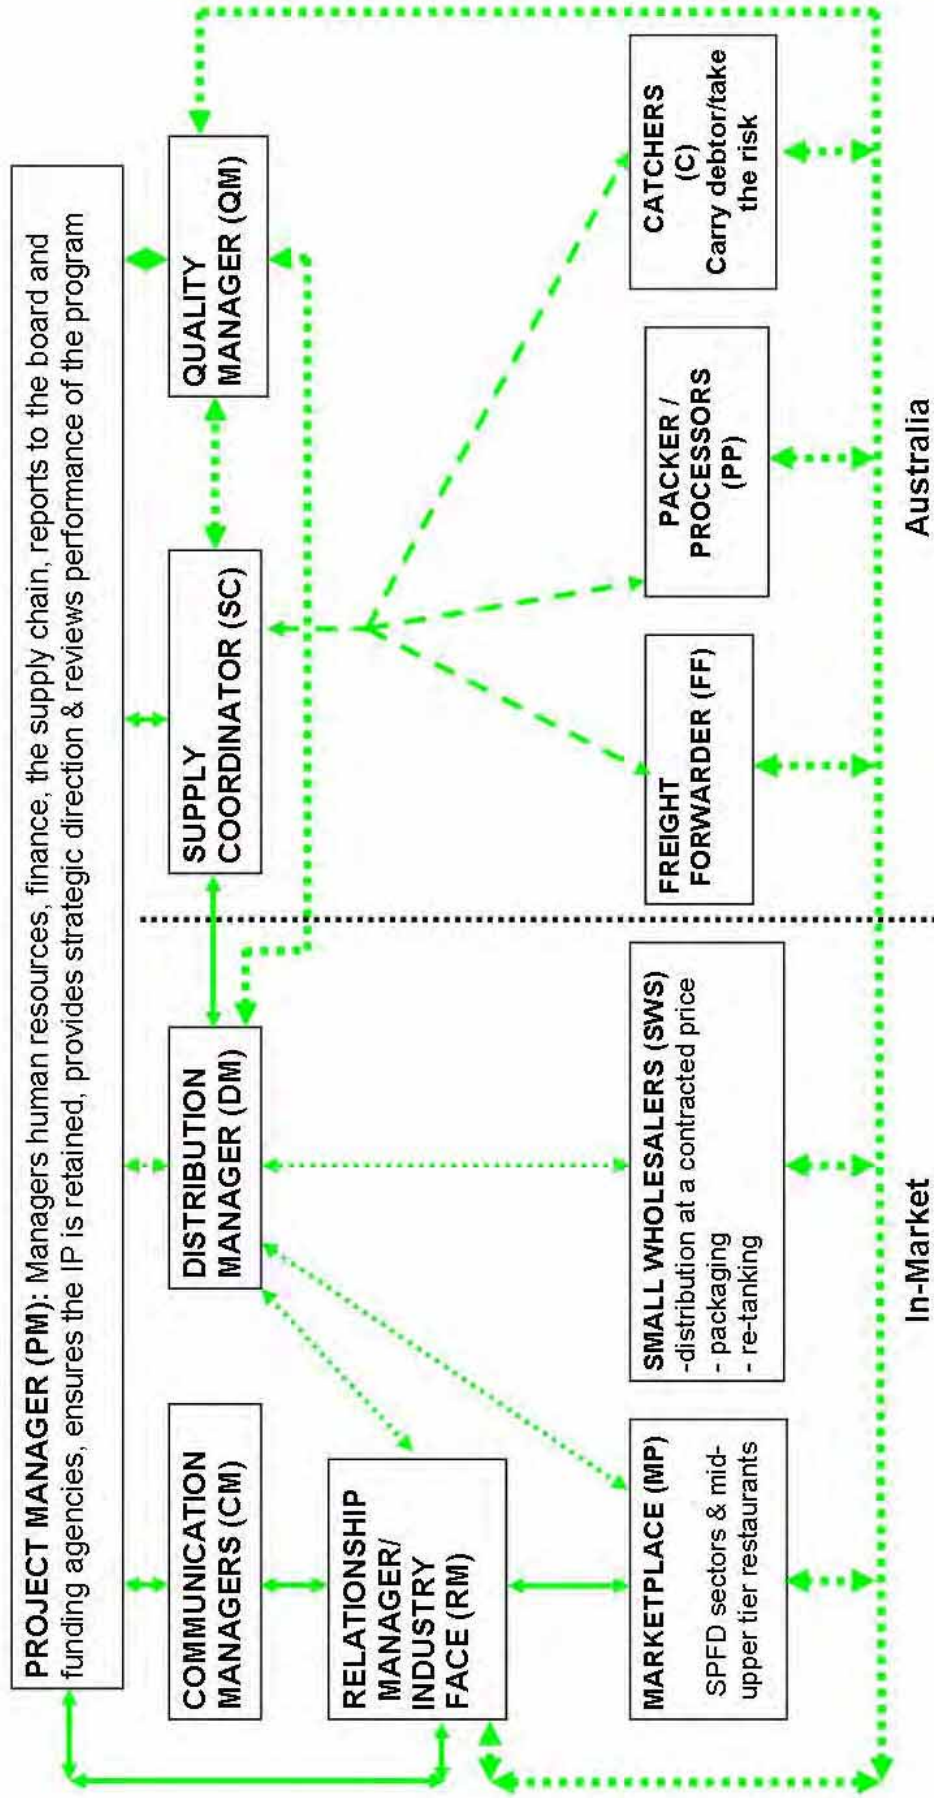 PROJECT MANAGER (PM): Managers human resources, finance, the supply chain, reports to the board and
funding agencies, ensures the IP is retained, provides strategic direction & reviews performance of the program
COMMUNICATION
MANAGERS (CM)
DISTRIBUTION
MANAGER (DM)
SUPPLY
COORDINATOR (SC)
QUALITY
MANAGER (QM)
RELATIONSHIP
MANAGER/
INDUSTRY
FACE (RM)
MARKETPLACE (MP)
SPFD sectors & mid-
upper tier restaurants
SMALL WHOLESALERS (SWS)
-distribution at a contracted price
- packaging
- re-tanking
FREIGHT
FORWARDER (FF)
PACKER /
PROCESSORS
(PP)
CATCHERS
(C)
Carry debtor/take
the risk
In-Market
Australia